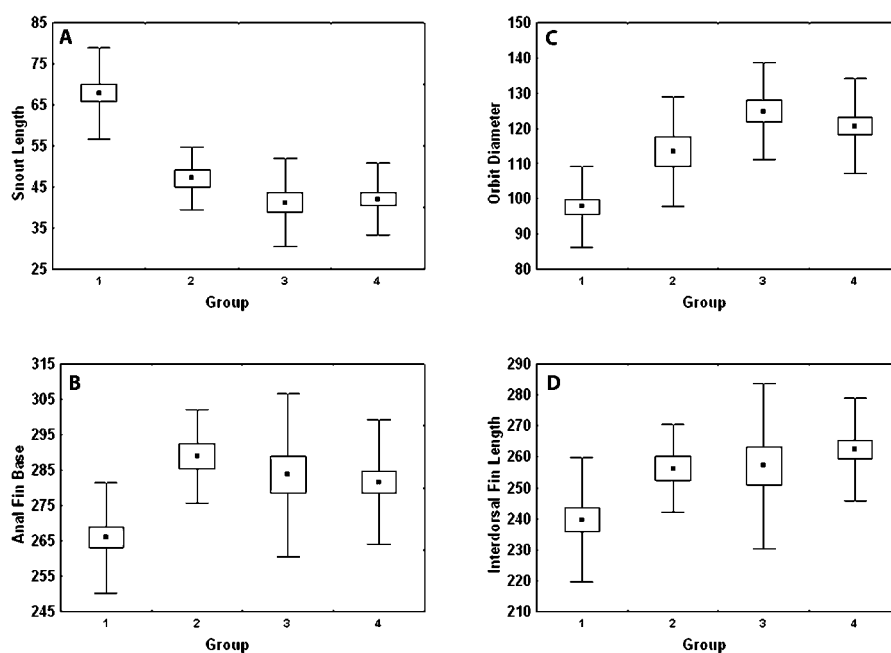 A
Snout Length
85
75
65
55
45
35
25
1 2 3 4
Group
C
Orbit Diameter
150
140
130
120
110
100
90
80
1 2 3 4
Group
B
Anal Fin Base
315
305
295
285
275
265
255
245
1 2 3 4
Group
D
Interdorsal Fin Length
290
280
270
260
250
240
230
220
210
1 2 3 4
Group